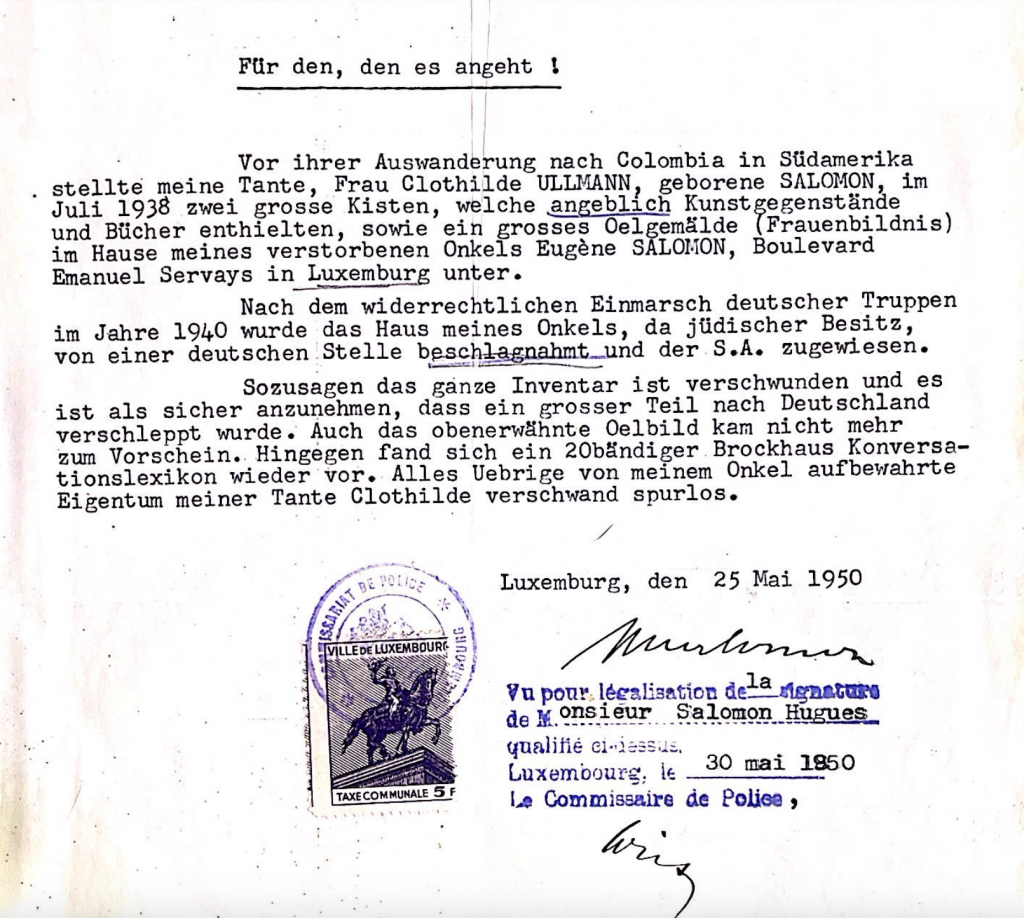 Für den, den es angeht !
Vor ihrer Auswanderung nach Colombia in Südamerika
stellte meine Tante, Frau Clothilde ULLMANN, geborene SALOMON, im
Juli 1938 zwei grosse Kisten, welche angeblich Kunstgegenstände
und Bücher enthielten, sowie ein grosses Oelgemälde (Frauenbildnis)
im Hause meines verstorbenen Onkels Eugène SALOMON, Boulevard
Emanuel Servays in Luxemburg unter.
Nach dem widerrechtlichen Einmarsch deutscher Truppen
im Jahre 1940 wurde das Haus meines Onkels, da jüdischer Besitz,
von einer deutschen Stelle beschlagnahmt und der S.A. zugewiesen.
Sozusagen das ganze Inventar ist verschwunden und es
ist als sicher anzunehmen, dass ein grosser Teil nach Deutschland
verschleppt wurde. Auch das obenerwähnte Oelbild kam nicht mehr
zum Vorschein. Hingegen fand sich ein 20bändiger Brockhaus Konversa-
tionslexikon wieder vor. Alles Uebrige von meinem Onkel aufbewahrte
Eigentum meiner Tante Clothilde verschwand spurlos.
Luxemburg, den 25 Mai 1950
MMISSARIAT DE POLICE
EMBOURG
VILLE DE LUXEMBOURG
TAXE COMMUNALE 5 F
Vu pour légalisation de la signature
de Monsieur Salomon Hugues
qualifié ci-dessus.
Luxembourg, le 30 mai 1950
Le Commissaire de Police,